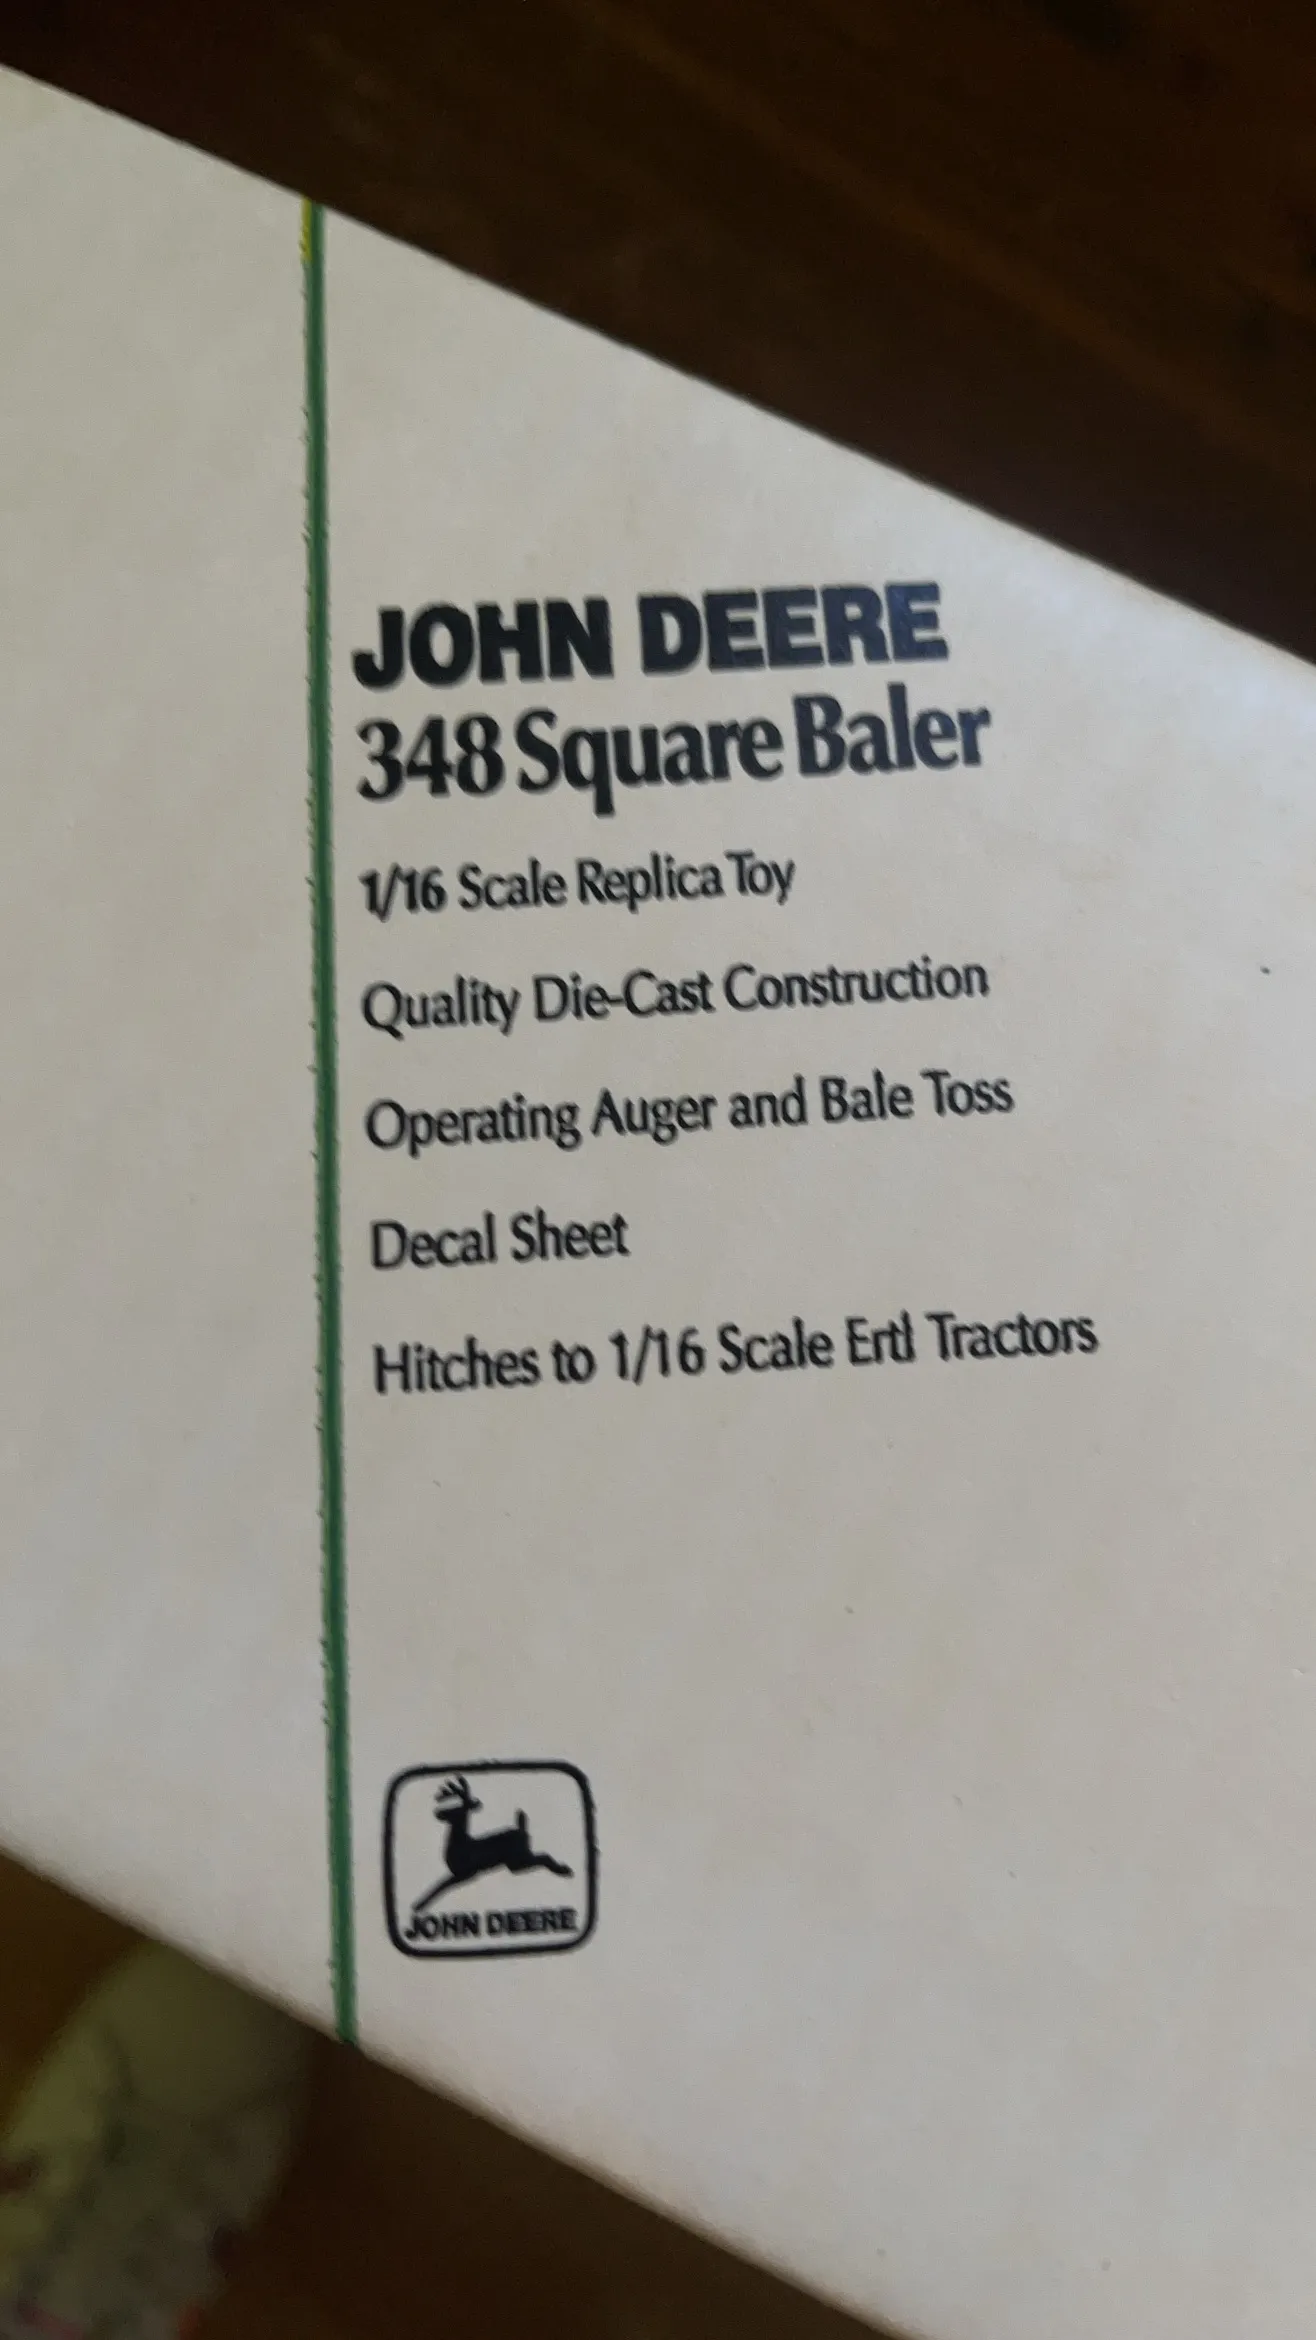 JOHN DEERE
348 Square Baler
1/16 Scale Replica Toy
Quality Die-Cast Construction
Operating Auger and Bale Toss
Decal Sheet
Hitches to 1/16 Scale Ertl Tractors
JOHN DEERE